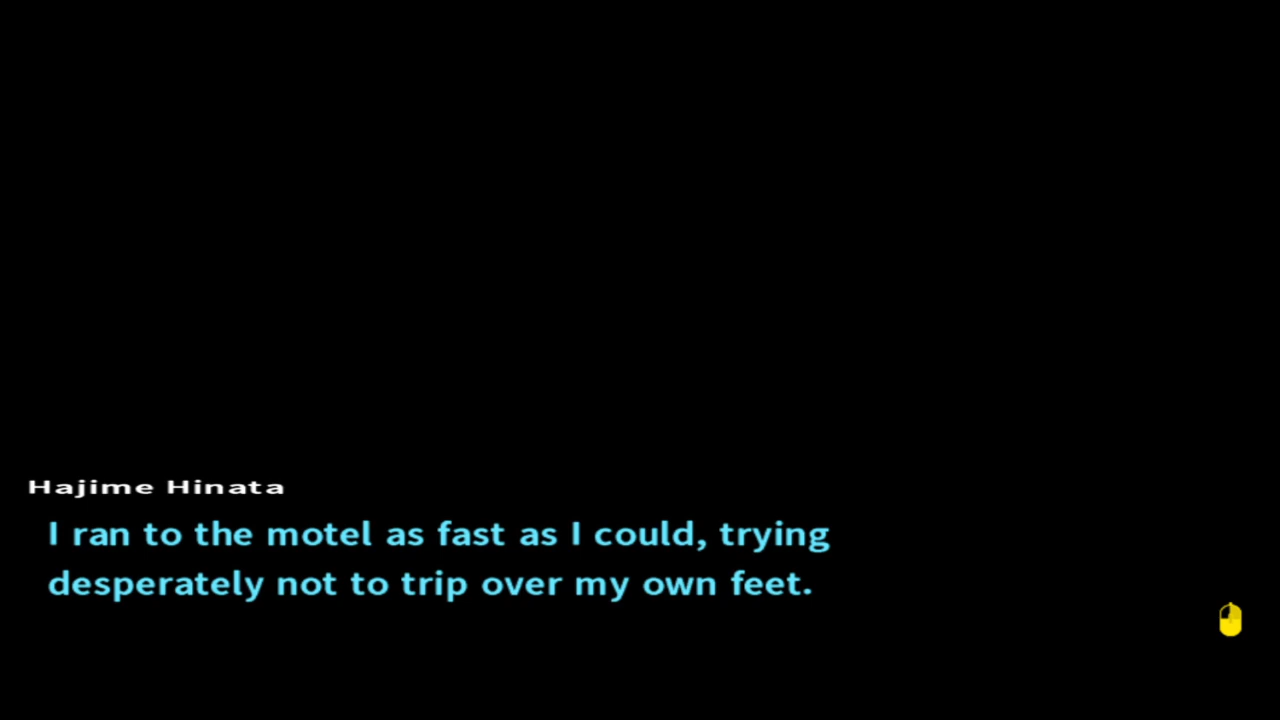 Hajime Hinata
I ran to the motel as fast as I could, trying
desperately not to trip over my own feet.